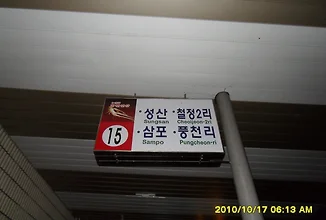 15
·성산 ·철정2리
Sungsan Cheoljeon-2ri
·삼포 ·풍천리
Sampo Pungcheon-ri
2010/10/17 06:13 AM